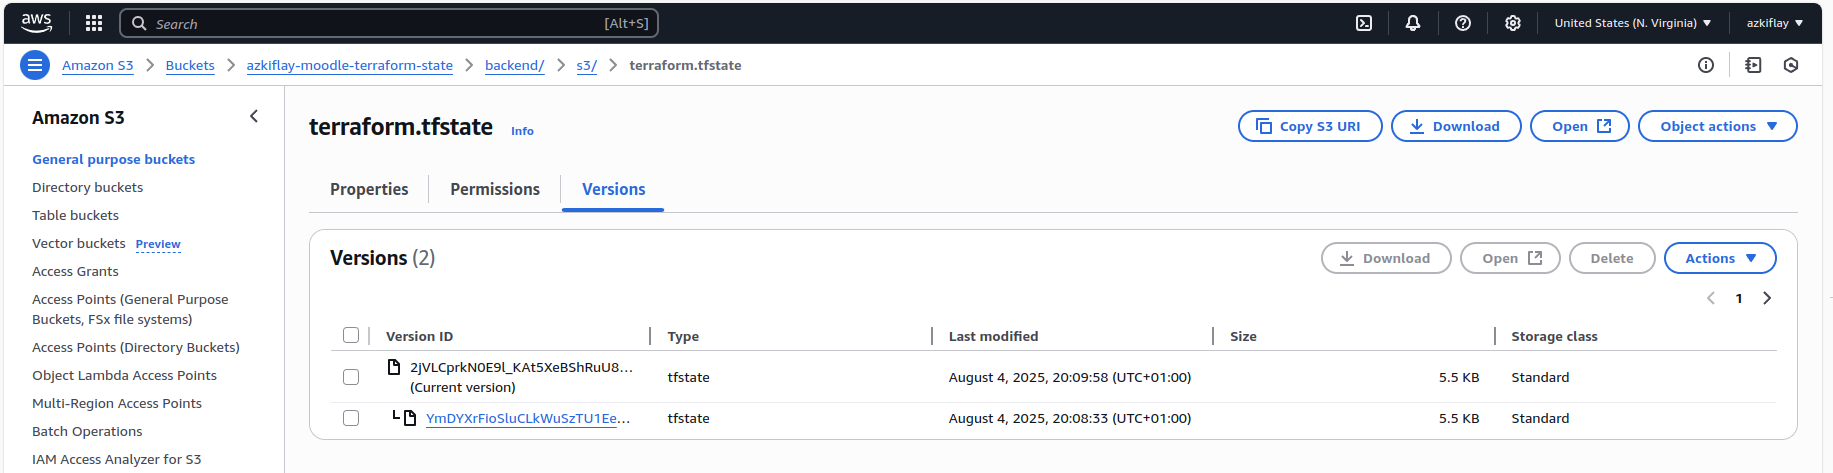 aws
Search [Alt+S]
United States (N. Virginia)
azkiflay
Amazon S3 > Buckets > azkiflay-moodle-terraform-state > backend/ > s3/ > terraform.tfstate
Amazon S3
General purpose buckets
Directory buckets
Table buckets
Vector buckets Preview
Access Grants
Access Points (General Purpose
Buckets, FSx file systems)
Access Points (Directory Buckets)
Object Lambda Access Points
Multi-Region Access Points
Batch Operations
IAM Access Analyzer for S3
terraform.tfstate Info
Copy S3 URI
Download
Open
Object actions
Properties
Permissions
Versions
Versions (2)
Download
Open
Delete
Actions
1
Version ID Type Last modified Size Storage class
2jVLCprkN0E9l_KAt5XeBShRuU8... tfstate August 4, 2025, 20:09:58 (UTC+01:00) 5.5 KB Standard
(Current version)
YmDYXrFioSluCLkWuSzTU1Ee... tfstate August 4, 2025, 20:08:33 (UTC+01:00) 5.5 KB Standard